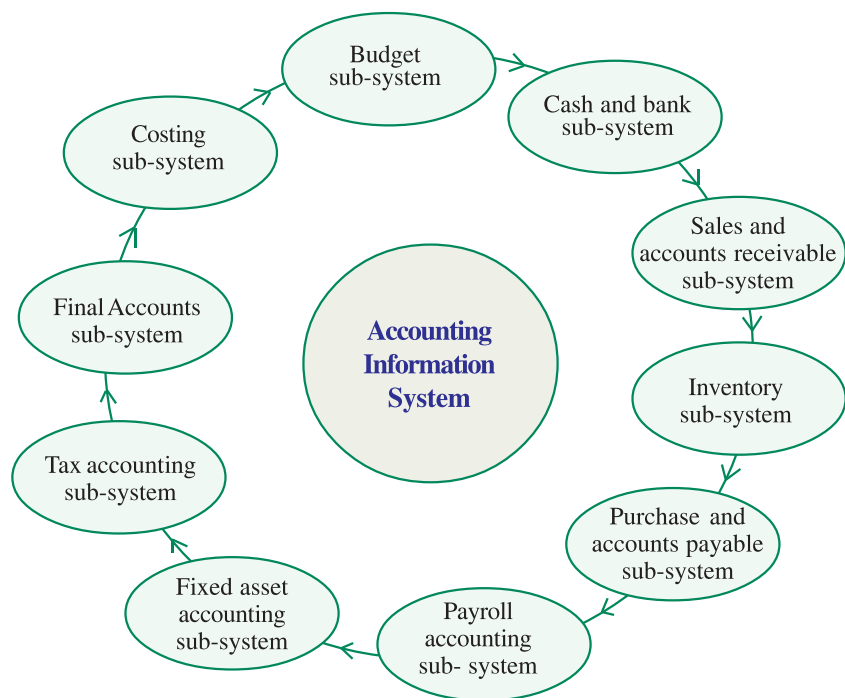 Budget
sub-system
Cash and bank
sub-system
Sales and
accounts receivable
sub-system
Inventory
sub-system
Purchase and
accounts payable
sub-system
Payroll
accounting
sub- system
Fixed asset
accounting
sub-system
Tax accounting
sub-system
Final Accounts
sub-system
Costing
sub-system
Accounting
Information
System